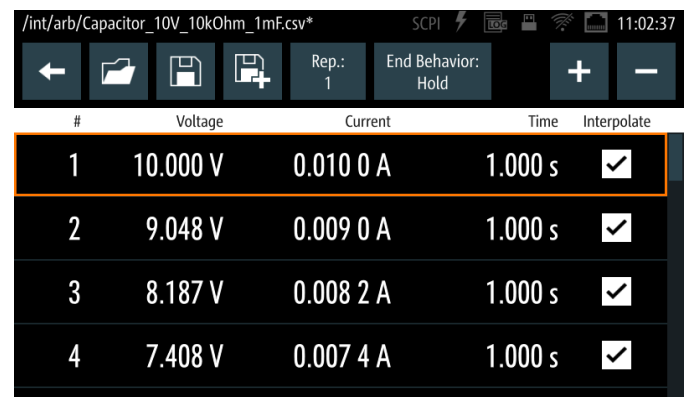 /int/arb/Capacitor_10V_10kOhm_1mF.csv* SCPI LOG 11:02:37
Rep.: End Behavior:
1 Hold
# Voltage Current Time Interpolate
1 10.000 V 0.010 0 A 1.000 s
2 9.048 V 0.009 0 A 1.000 s
3 8.187 V 0.008 2 A 1.000 s
4 7.408 V 0.007 4 A 1.000 s